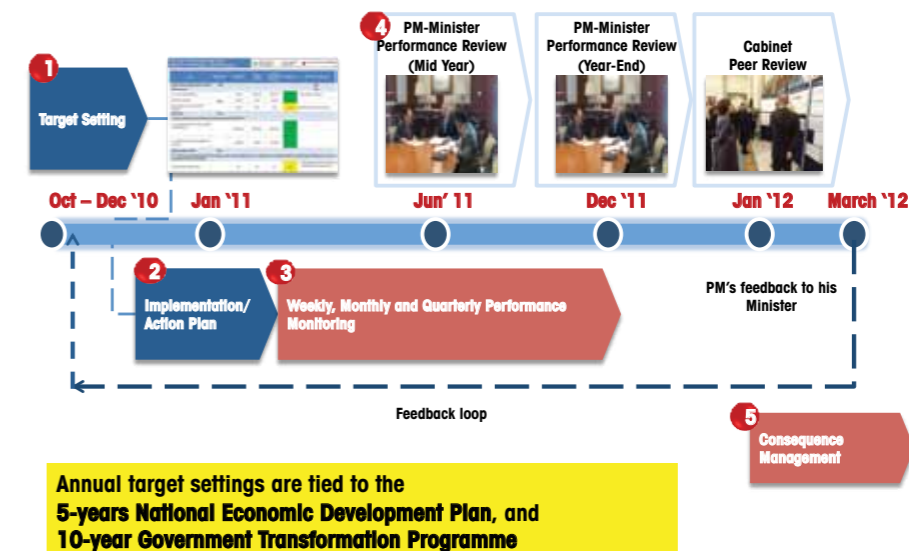 4
PM-Minister
Performance Review
(Mid Year)
PM-Minister
Performance Review
(Year-End)
Cabinet
Peer Review
1
Target Setting
Oct – Dec ‘10
Jan ‘11
Jun’ 11
Dec ‘11
Jan ‘12
March ‘12
2
Implementation/
Action Plan
3
Weekly, Monthly and Quarterly Performance
Monitoring
PM’s feedback to his
Minister
Feedback loop
5
Consequence
Management
Annual target settings are tied to the
5-years National Economic Development Plan, and
10-year Government Transformation Programme